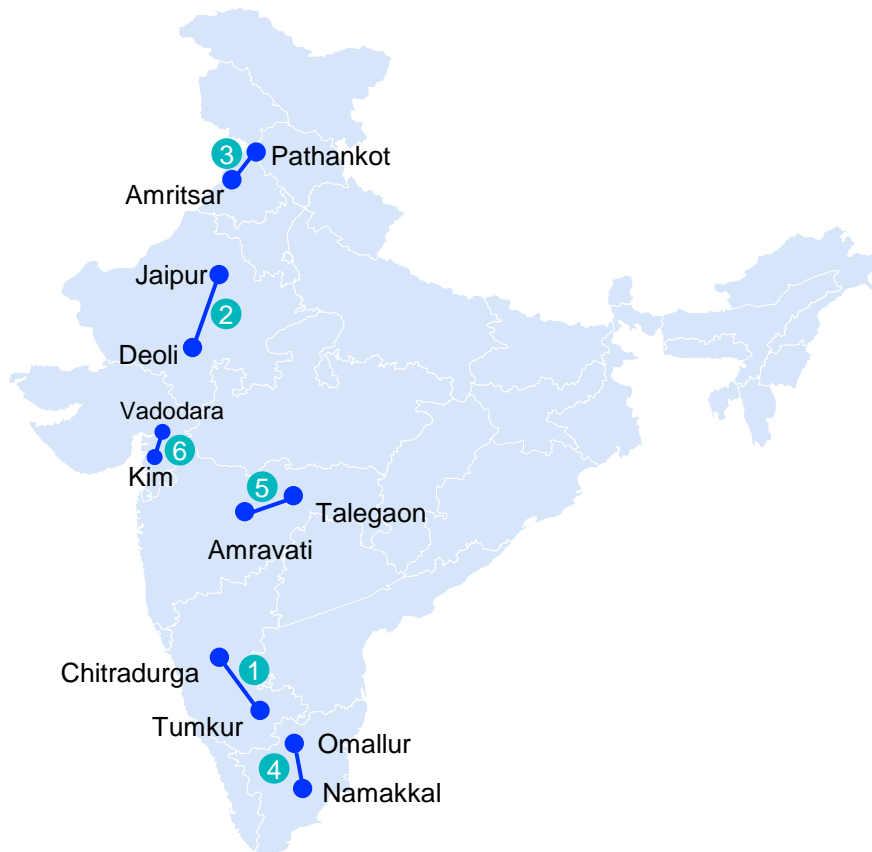 3
Pathankot
Amritsar
Jaipur
2
Deoli
Vadodara
6
Kim
5
Talegaon
Amravati
1
Chitradurga
Tumkur
Omallur
4
Namakkal